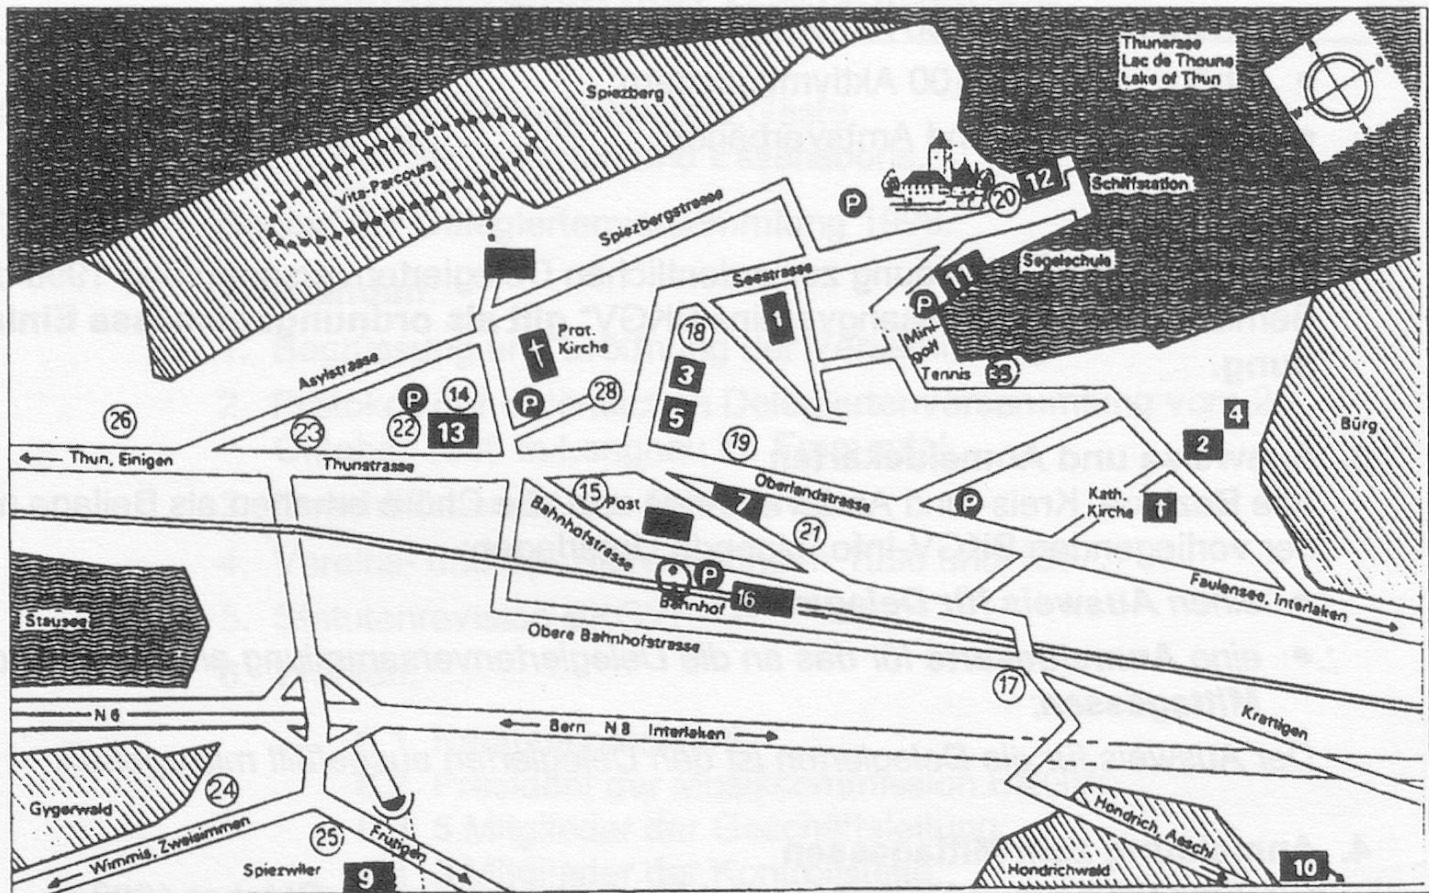 Thunersee
Lac de Thoune
Lake of Thun
Spiezberg
Vita-Parcours
Spiezbergstrasse
P
12
20
Schiffstation
Seestrasse
Segelschule
11
P
1
Prot.
Kirche
18
Mini-
golf
Tennis
Asylstrasse
3
P
14
P
28
5
4
Bürg
26
23
22
13
19
2
Thun, Einigen
Thunstrasse
15
Post
7
Oberlandstrasse
P
Kath.
Kirche
21
Bahnhofstrasse
P
16
Bahnhof
Faulensee, Interlaken
Stausee
Obere Bahnhofstrasse
17
N 6
Bern N 8 Interlaken
Krattigen
24
Gygerwald
Wimmis, Zweisimmen
25
Frutigen
Hondrich, Aeschi
Spiezwiler
9
Hondrichwald
10